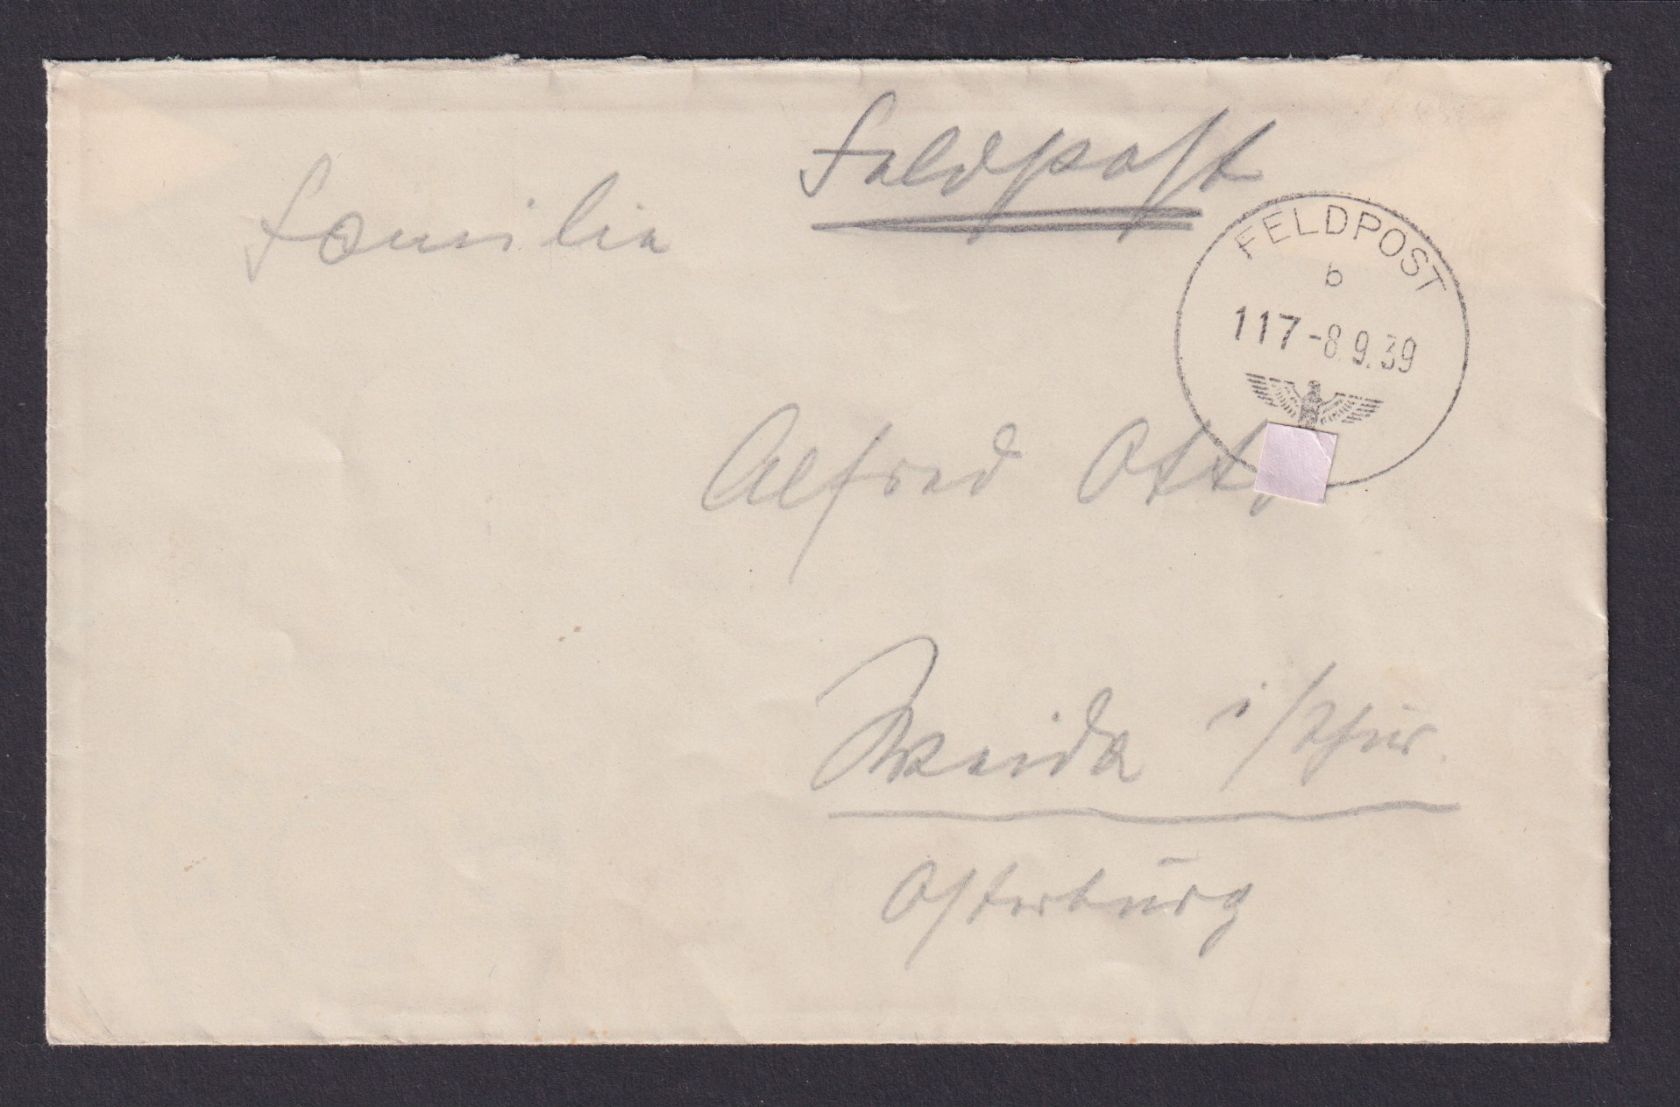 Feldpost
Familie
FELDPOST
b
117-8.9.39
Alfred Otto
Weida i/Thür.
Osterburg